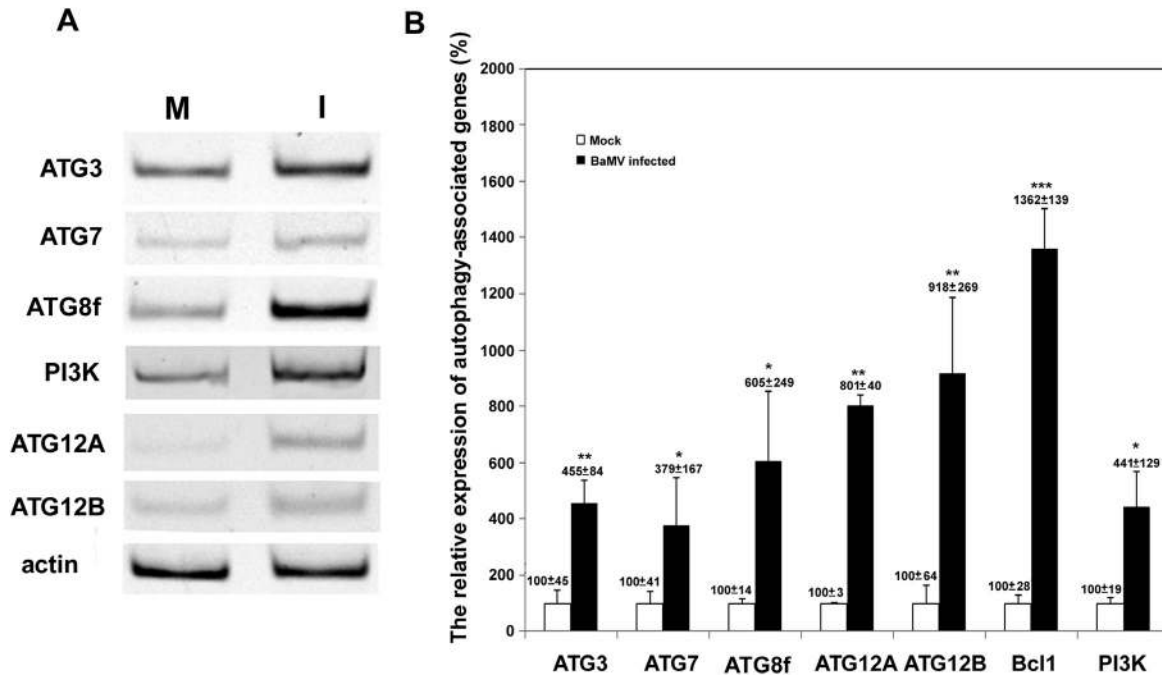 A
M I
ATG3
ATG7
ATG8f
PI3K
ATG12A
ATG12B
actin
B
The relative expression of autophagy-associated genes (%)
2000
1800
1600
1400
1200
1000
800
600
400
200
0
Mock
BaMV infected
**
455±84
*
379±167
*
605±249
**
801±40
**
918±269
***
1362±139
*
441±129
100±45
100±41
100±14
100±3
100±64
100±28
100±19
ATG3 ATG7 ATG8f ATG12A ATG12B Bcl1 PI3K